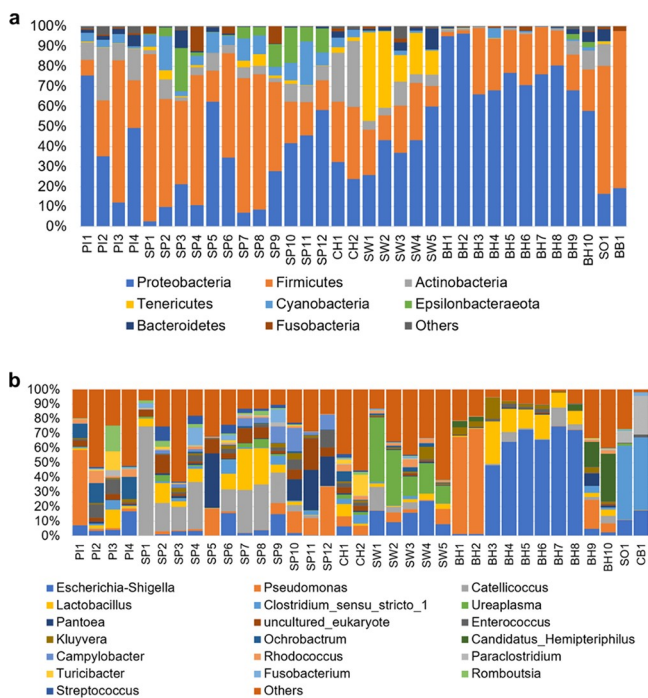 a
100%
90%
80%
70%
60%
50%
40%
30%
20%
10%
0%
PI1 PI2 PI3 PI4 SP1 SP2 SP3 SP4 SP5 SP6 SP7 SP8 SP9 SP10 SP11 SP12 CH1 CH2 SW1 SW2 SW3 SW4 SW5 BH1 BH2 BH3 BH4 BH5 BH6 BH7 BH8 BH9 BH10 SO1 BB1
Proteobacteria Firmicutes Actinobacteria
Tenericutes Cyanobacteria Epsilonbacteraeota
Bacteroidetes Fusobacteria Others
b
100%
90%
80%
70%
60%
50%
40%
30%
20%
10%
0%
PI1 PI2 PI3 PI4 SP1 SP2 SP3 SP4 SP5 SP6 SP7 SP8 SP9 SP10 SP11 SP12 CH1 CH2 SW1 SW2 SW3 SW4 SW5 BH1 BH2 BH3 BH4 BH5 BH6 BH7 BH8 BH9 BH10 SO1 CB1
Escherichia-Shigella Pseudomonas Catellicoccus
Lactobacillus Clostridium_sensu_stricto_1 Ureaplasma
Pantoea uncultured_eukaryote Enterococcus
Kluyvera Ochrobactrum Candidatus_Hemipteriphilus
Campylobacter Rhodococcus Paraclostridium
Turicibacter Fusobacterium Romboutsia
Streptococcus Others